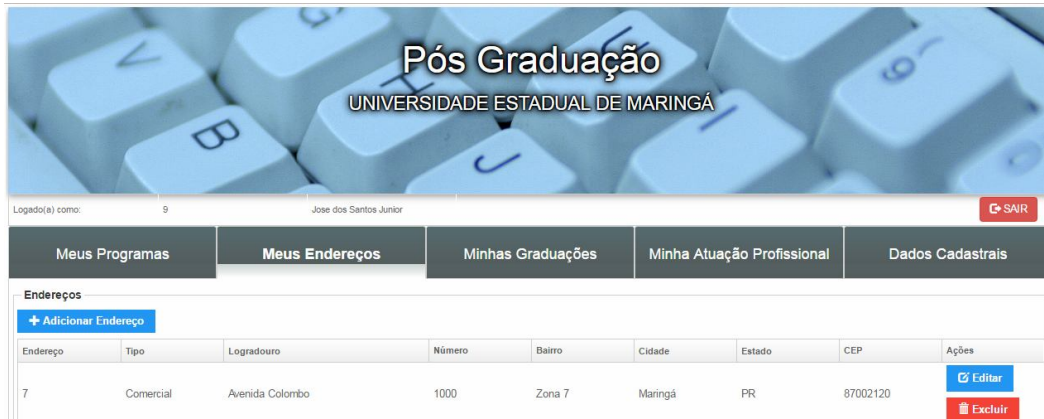 Pós Graduação
UNIVERSIDADE ESTADUAL DE MARINGÁ
V
B
H
U
J
I
9
Logado(a) como: 9 Jose dos Santos Junior SAIR
Meus Programas Meus Endereços Minhas Graduações Minha Atuação Profissional Dados Cadastrais
Endereços
+ Adicionar Endereço
Endereço Tipo Logradouro Número Bairro Cidade Estado CEP Ações
7 Comercial Avenida Colombo 1000 Zona 7 Maringá PR 87002120 Editar
Excluir